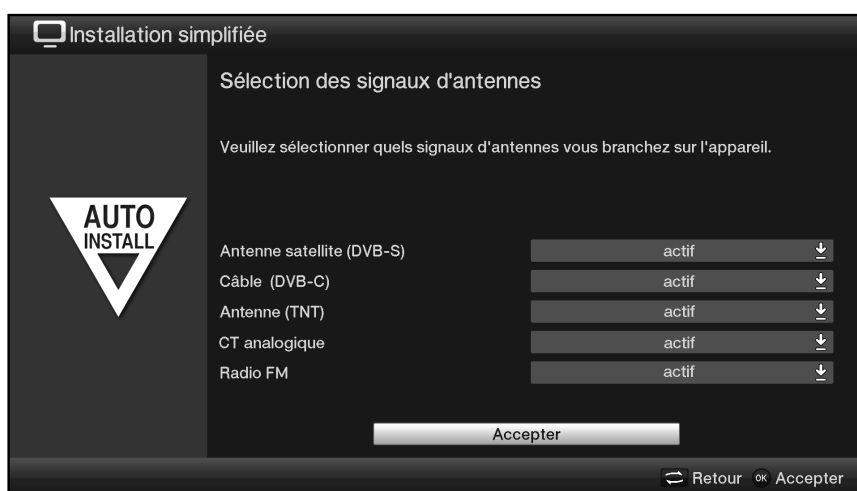 Installation simplifiée
Sélection des signaux d'antennes
Veuillez sélectionner quels signaux d'antennes vous branchez sur l'appareil.
AUTO
INSTALL
Antenne satellite (DVB-S) actif
Câble (DVB-C) actif
Antenne (TNT) actif
CT analogique actif
Radio FM actif
Accepter
Retour OK Accepter